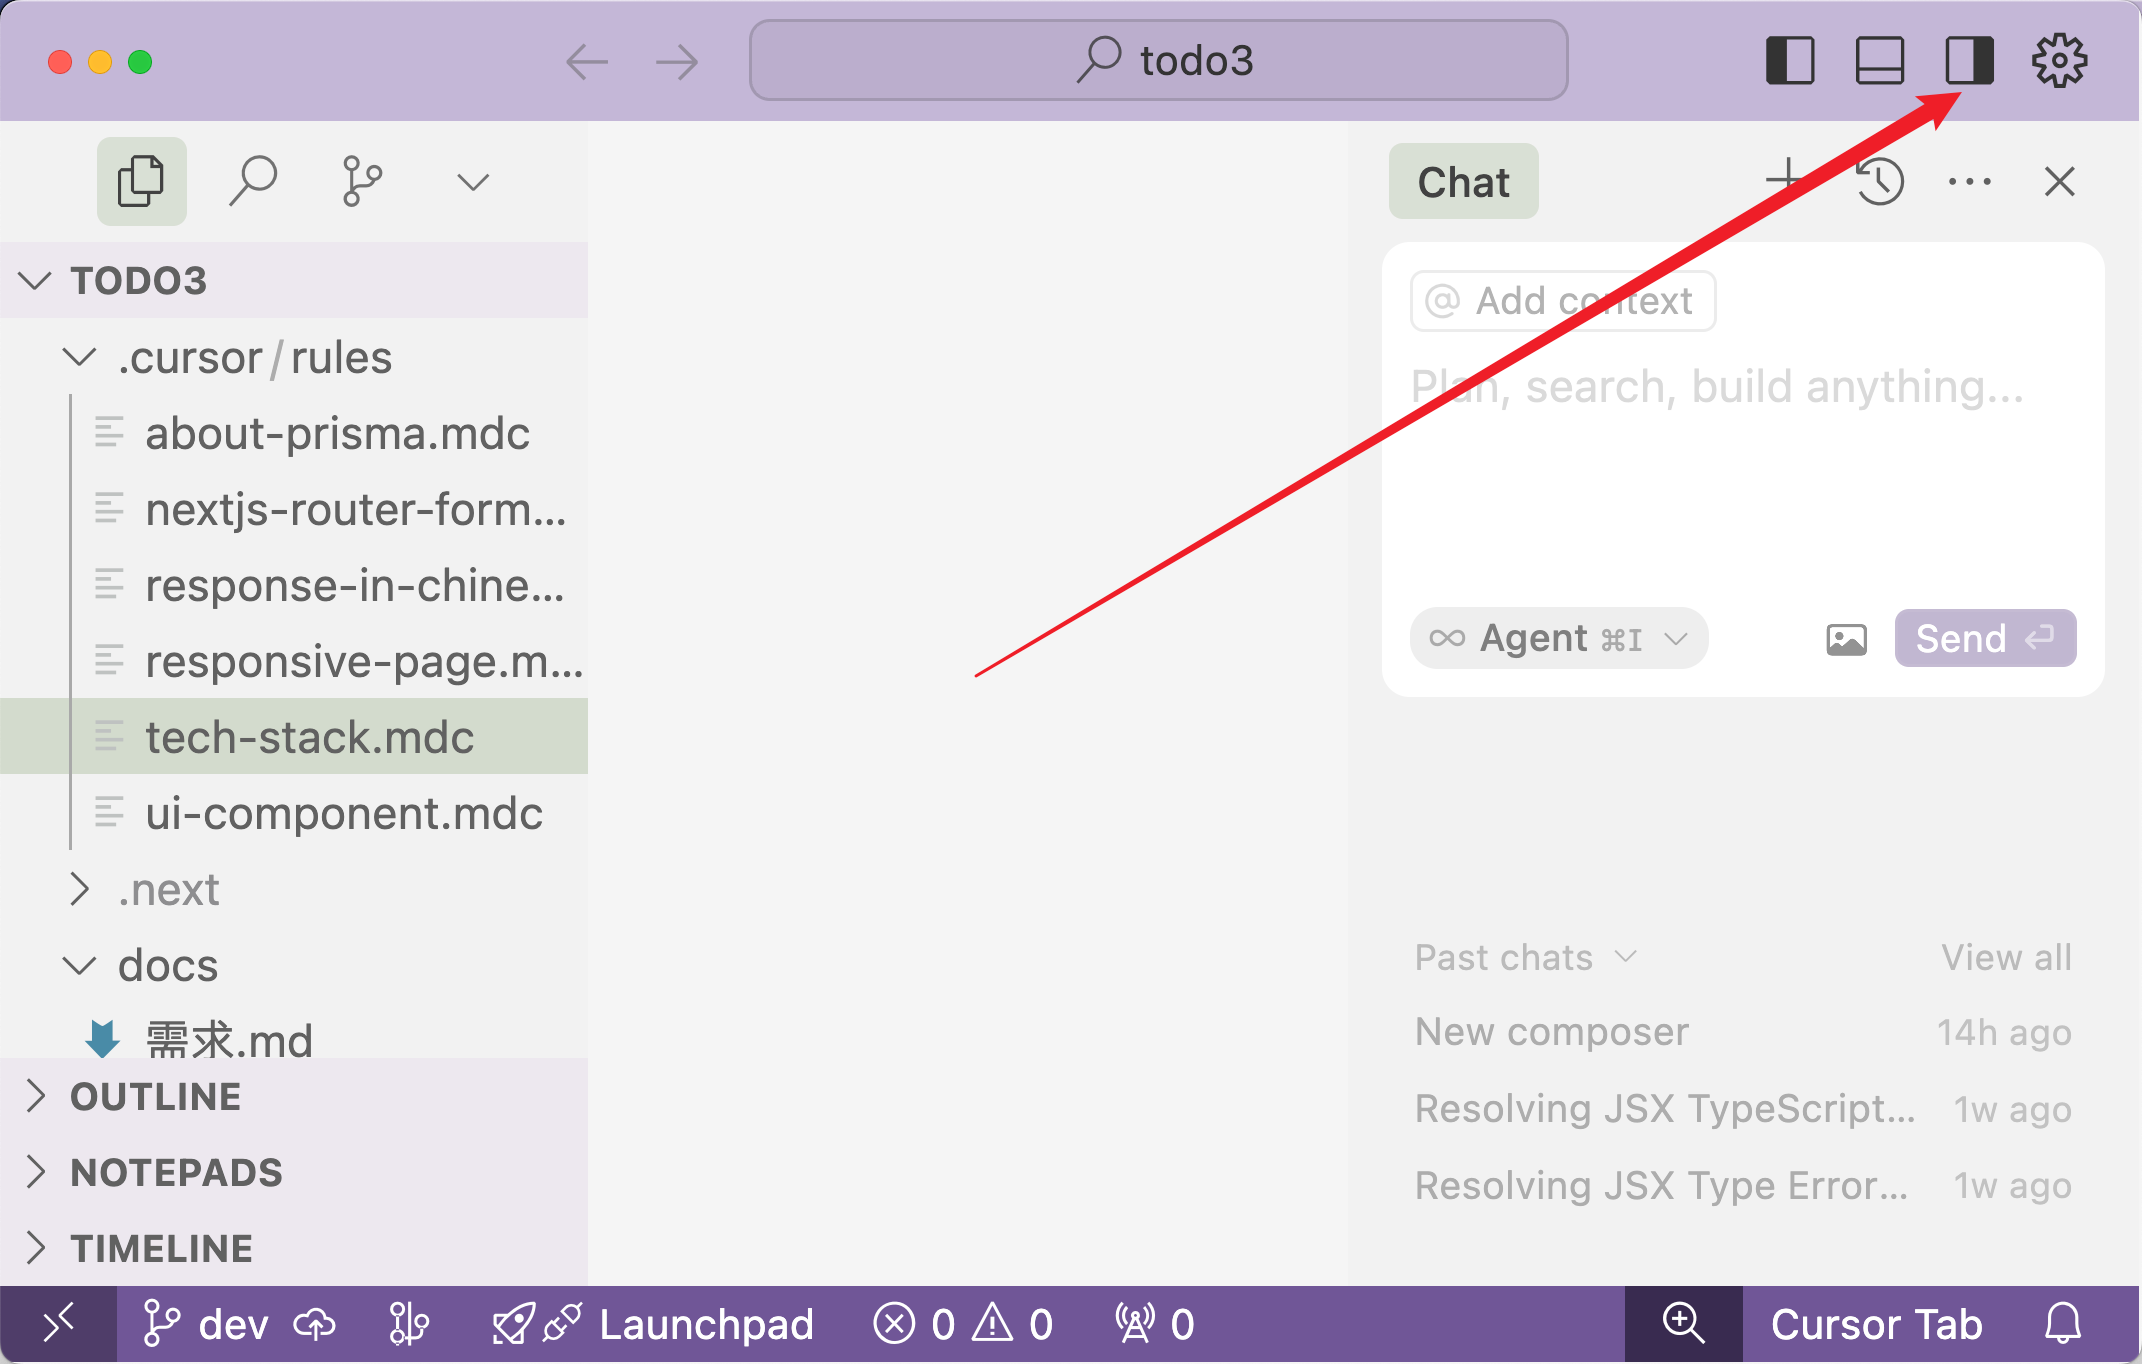 todo3
TODO3
.cursor/rules
about-prisma.mdc
nextjs-router-form...
response-in-chine...
responsive-page.m...
tech-stack.mdc
ui-component.mdc
.next
docs
需求.md
OUTLINE
NOTEPADS
TIMELINE
Chat
@ Add context
Plan, search, build anything...
Agent ⌘I
Send
Past chats
View all
New composer 14h ago
Resolving JSX TypeScript... 1w ago
Resolving JSX Type Error... 1w ago
dev Launchpad 0 0 0 Cursor Tab